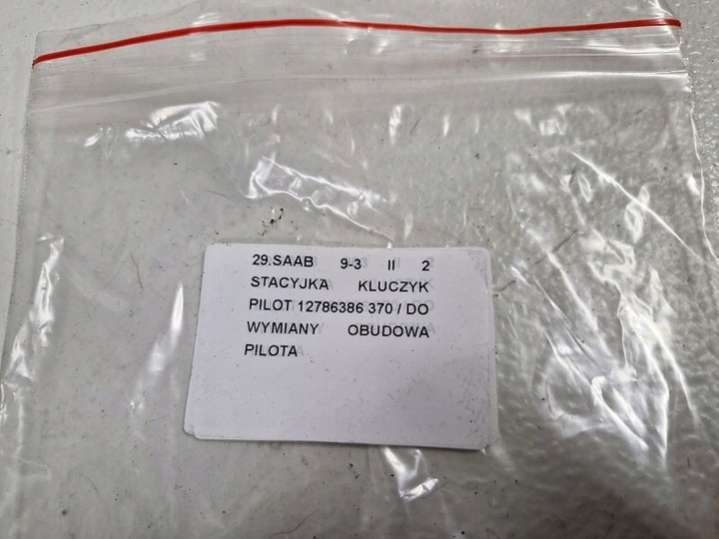 29.SAAB 9-3 II 2
STACYJKA KLUCZYK
PILOT 12786386 370 / DO
WYMIANY OBUDOWA
PILOTA